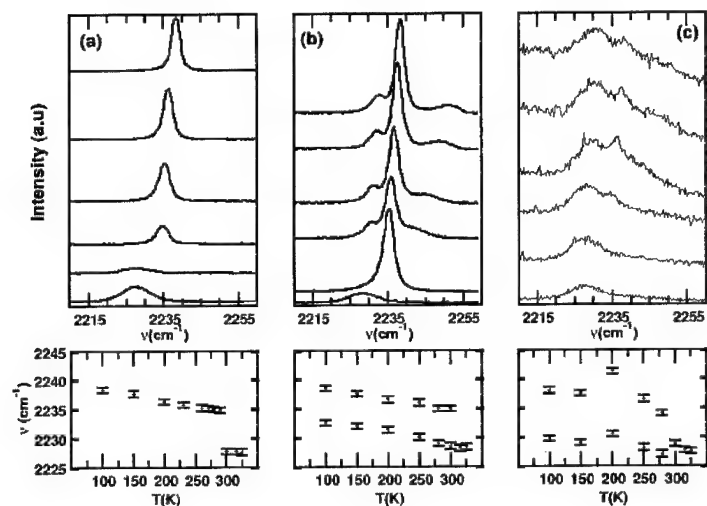 (a)
(b)
(c)
Intensity (a.u)
2215 2235 2255
2215 2235 2255
2215 2235 2255
ν(cm⁻¹)
ν(cm⁻¹)
ν(cm⁻¹)
ν (cm⁻¹)
2245
2240
2235
2230
2225
100 150 200 250 300
100 150 200 250 300
100 150 200 250 300
T(K)
T(K)
T(K)